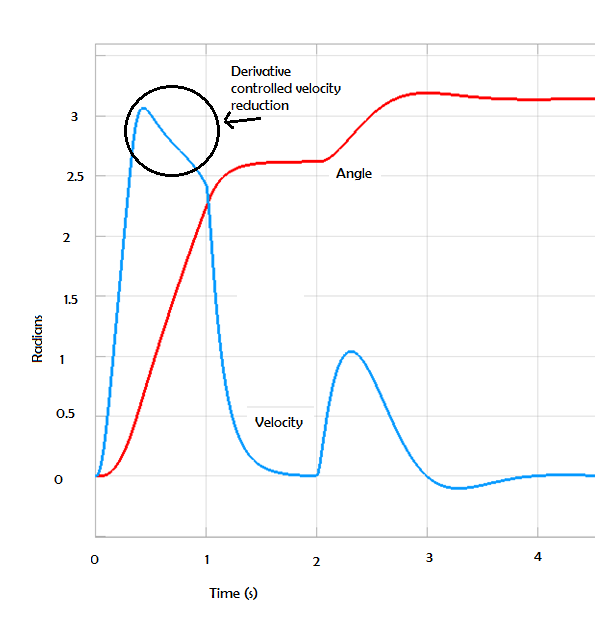 Derivative
controlled velocity
reduction
3
2.5
2
1.5
1
0.5
0
Radians
Angle
Velocity
0
1
2
3
4
Time (s)